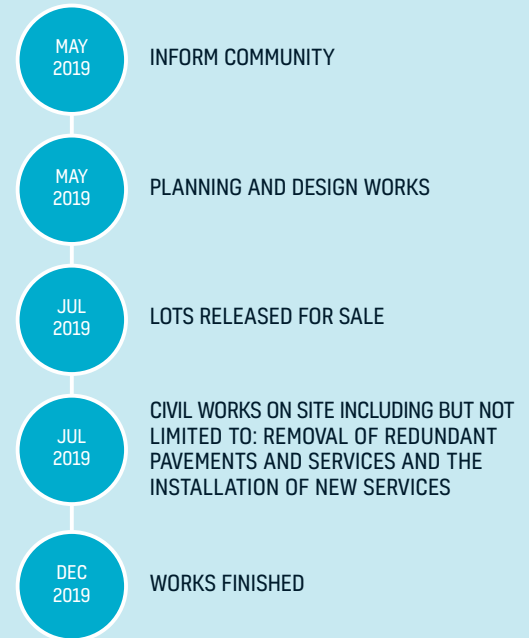 MAY
2019
INFORM COMMUNITY
MAY
2019
PLANNING AND DESIGN WORKS
JUL
2019
LOTS RELEASED FOR SALE
JUL
2019
CIVIL WORKS ON SITE INCLUDING BUT NOT
LIMITED TO: REMOVAL OF REDUNDANT
PAVEMENTS AND SERVICES AND THE
INSTALLATION OF NEW SERVICES
DEC
2019
WORKS FINISHED